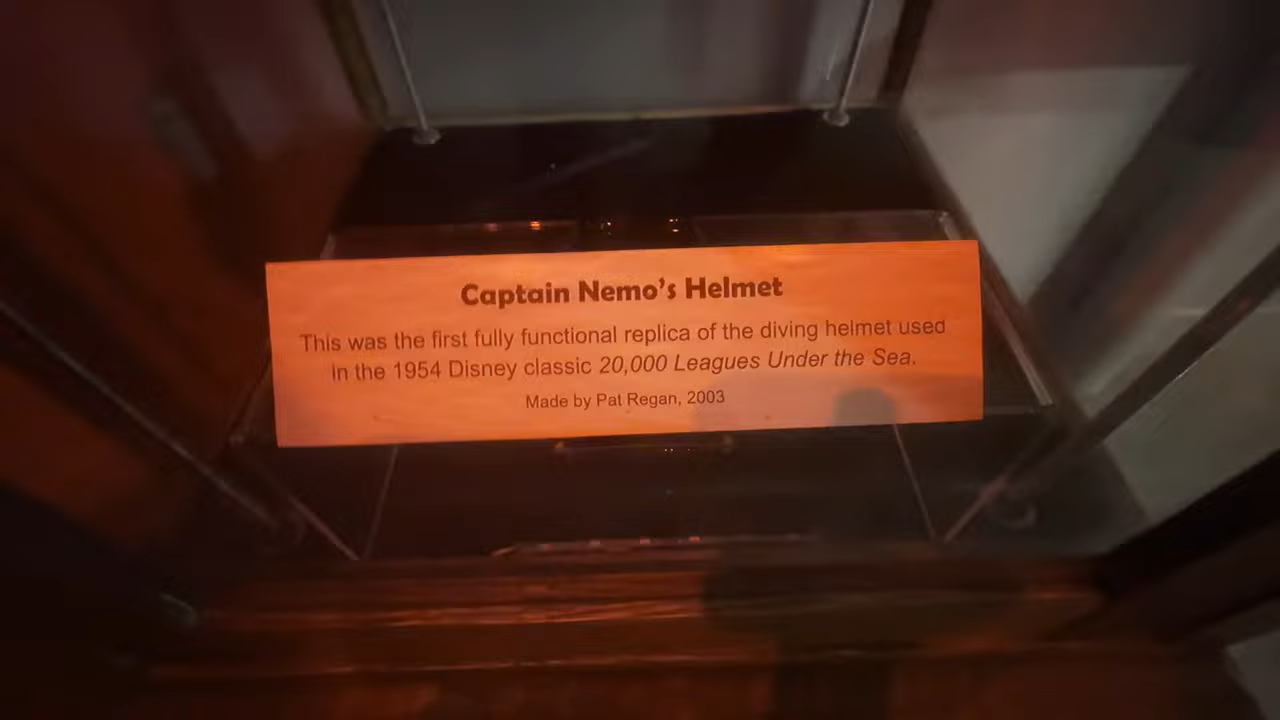 Captain Nemo's Helmet
This was the first fully functional replica of the diving helmet used
in the 1954 Disney classic 20,000 Leagues Under the Sea.
Made by Pat Regan, 2003